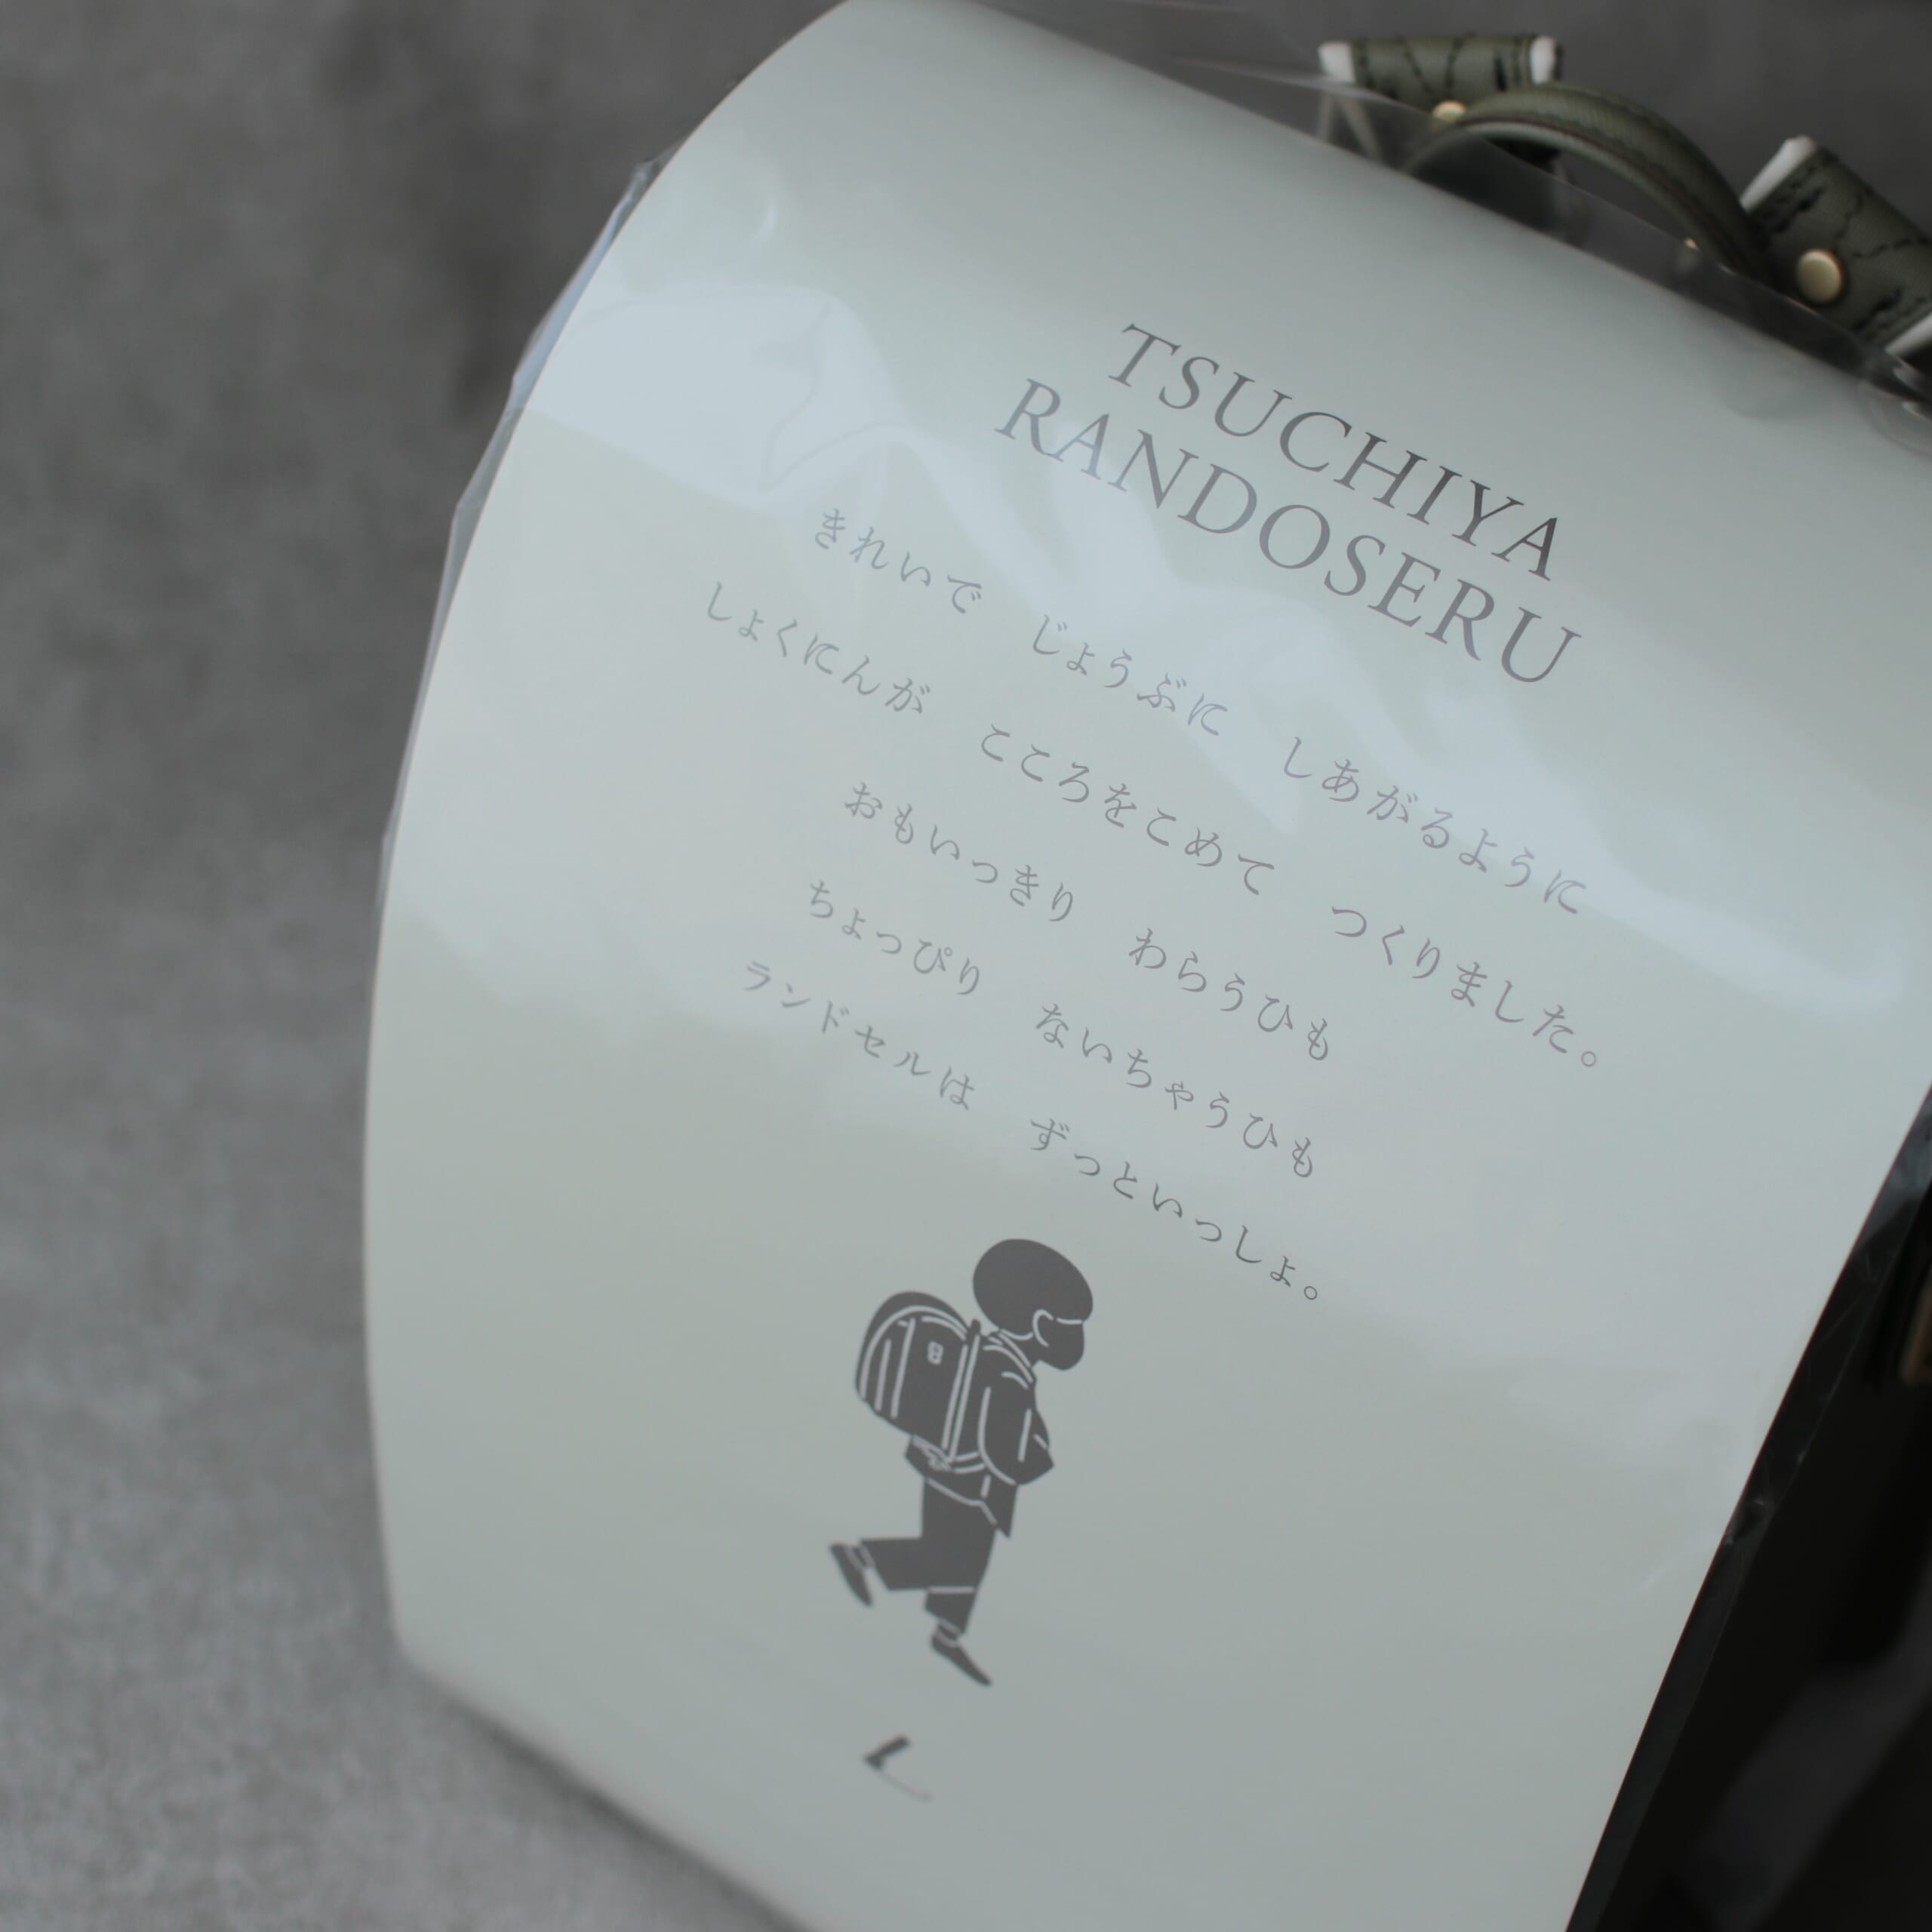 TSUCHIYA
RANDOSERU
きれいで　じょうぶに　しあがるように
しょくにんが　こころをこめて　つくりました。
おもいっきり　わらうひも
ちょっぴり　ないちゃうひも
ランドセルは　ずっといっしょ。